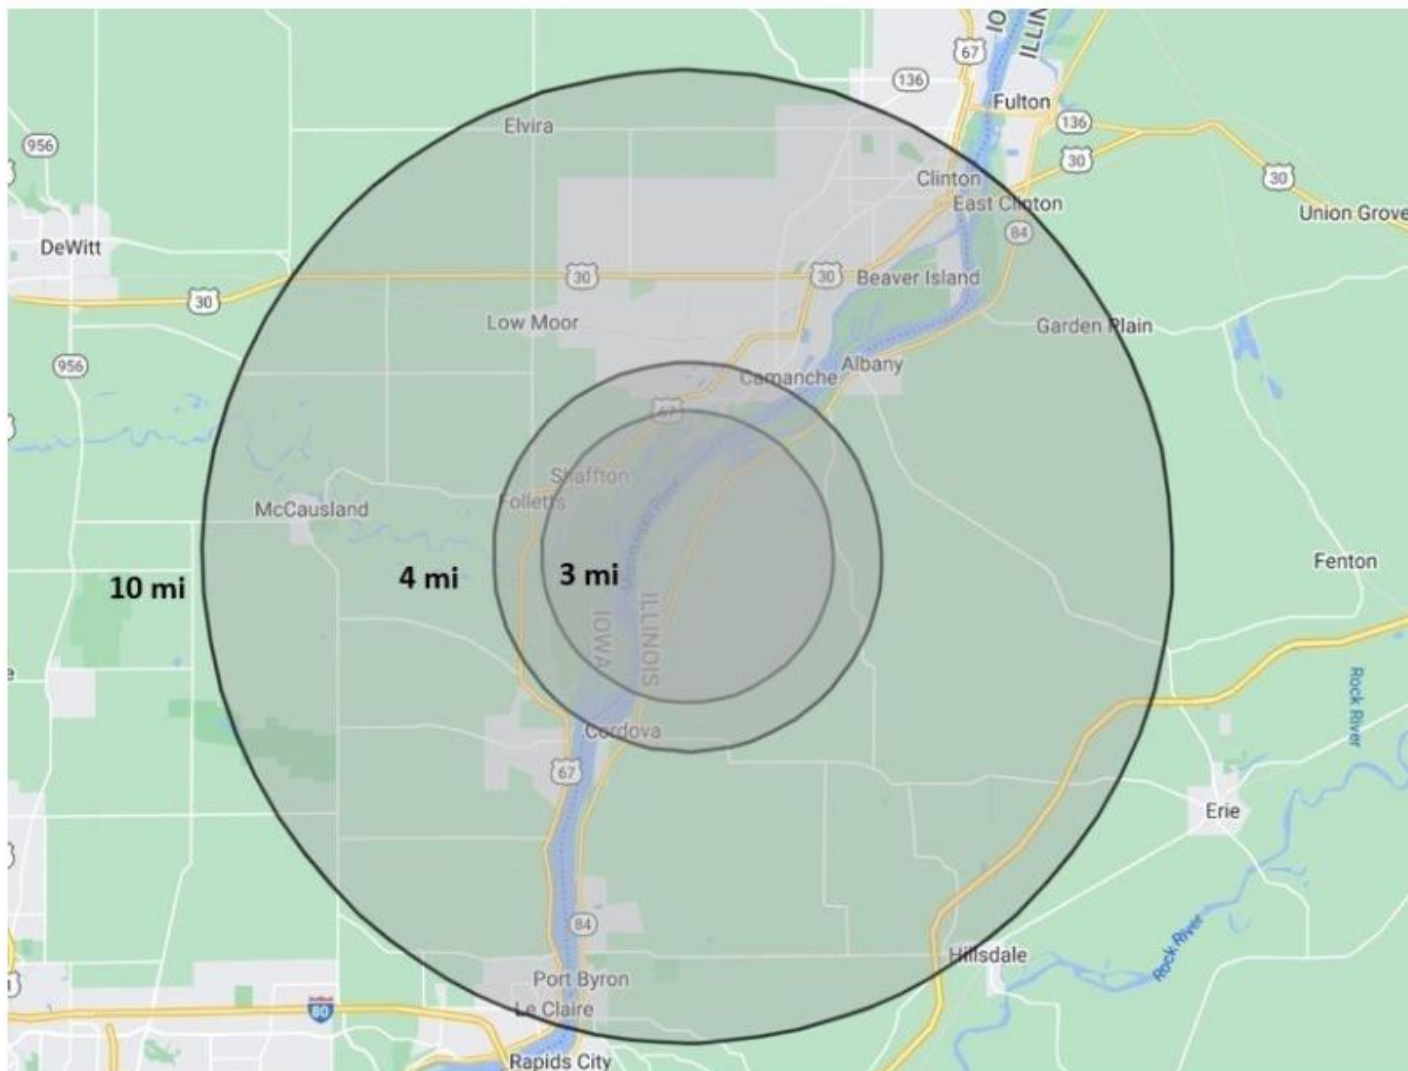 IO
ILLIN
67
136
Fulton
136
Elvira
956
30
30
Clinton
East Clinton
Union Grove
84
DeWitt
30
30
Beaver Island
30
Low Moor
Garden Plain
956
Albany
Camanche
67
Shaffton
Folletts
McCausland
Mississippi River
Fenton
10 mi
4 mi
3 mi
IOWA
ILLINOIS
Rock River
Cordova
67
Erie
84
Hillsdale
Rock River
Port Byron
Le Claire
80
Rapids City